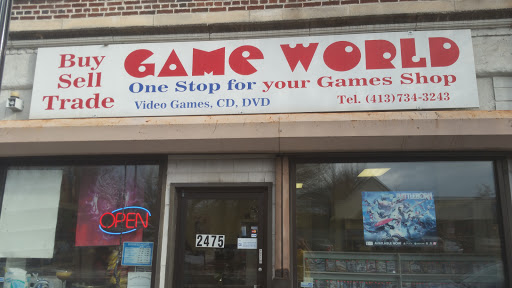 Buy
Sell
Trade
GAME WORLD
One Stop for your Games Shop
Video Games, CD, DVD
Tel. (413)734-3243
OPEN
2475
BATTLEBORN